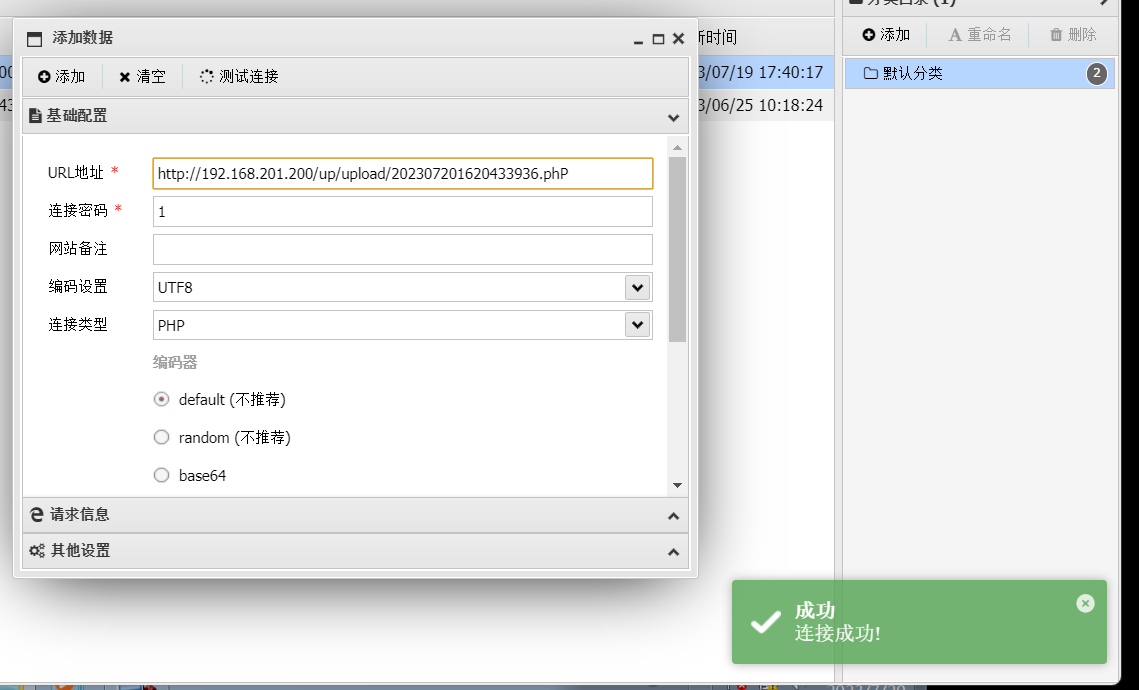 添加数据
添加
清空
测试连接
基础配置
URL地址 *
http://192.168.201.200/up/upload/202307201620433936.phP
连接密码 *
1
网站备注
编码设置
UTF8
连接类型
PHP
编码器
default (不推荐)
random (不推荐)
base64
请求信息
其他设置
新时间
3/07/19 17:40:17
3/06/25 10:18:24
分类目录 (1)
添加
重命名
删除
默认分类
2
成功
连接成功!